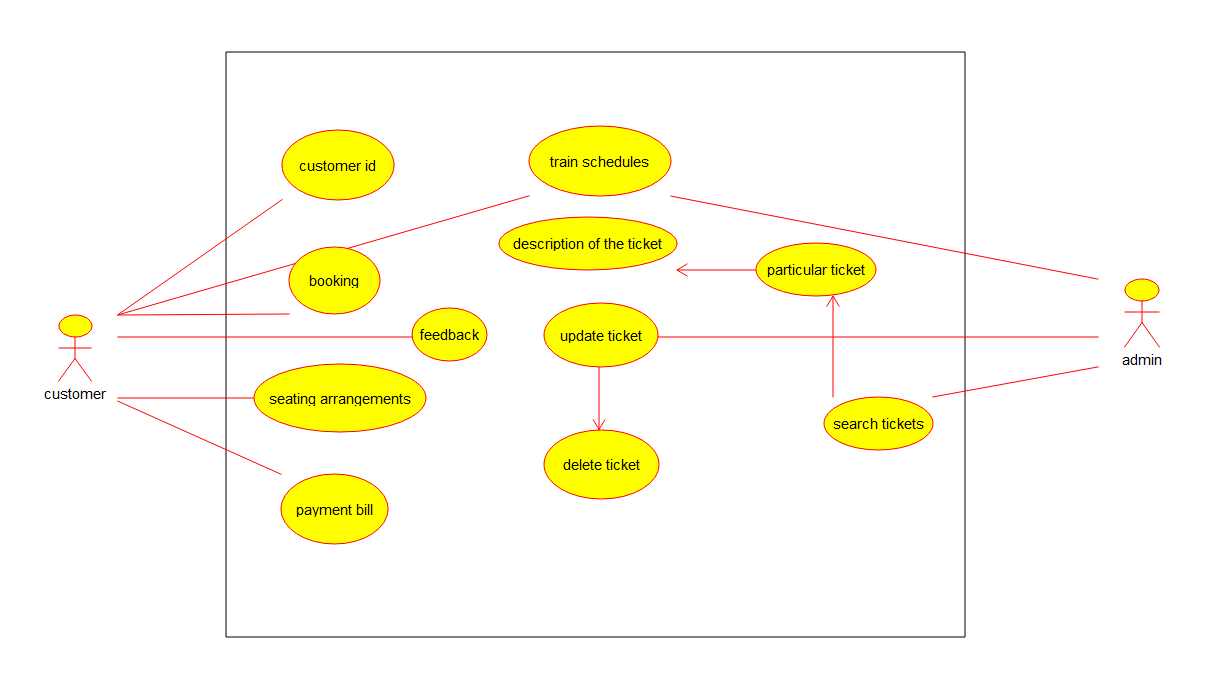 customer id
train schedules
description of the ticket
particular ticket
booking
feedback
update ticket
admin
customer
seating arrangements
search tickets
delete ticket
payment bill